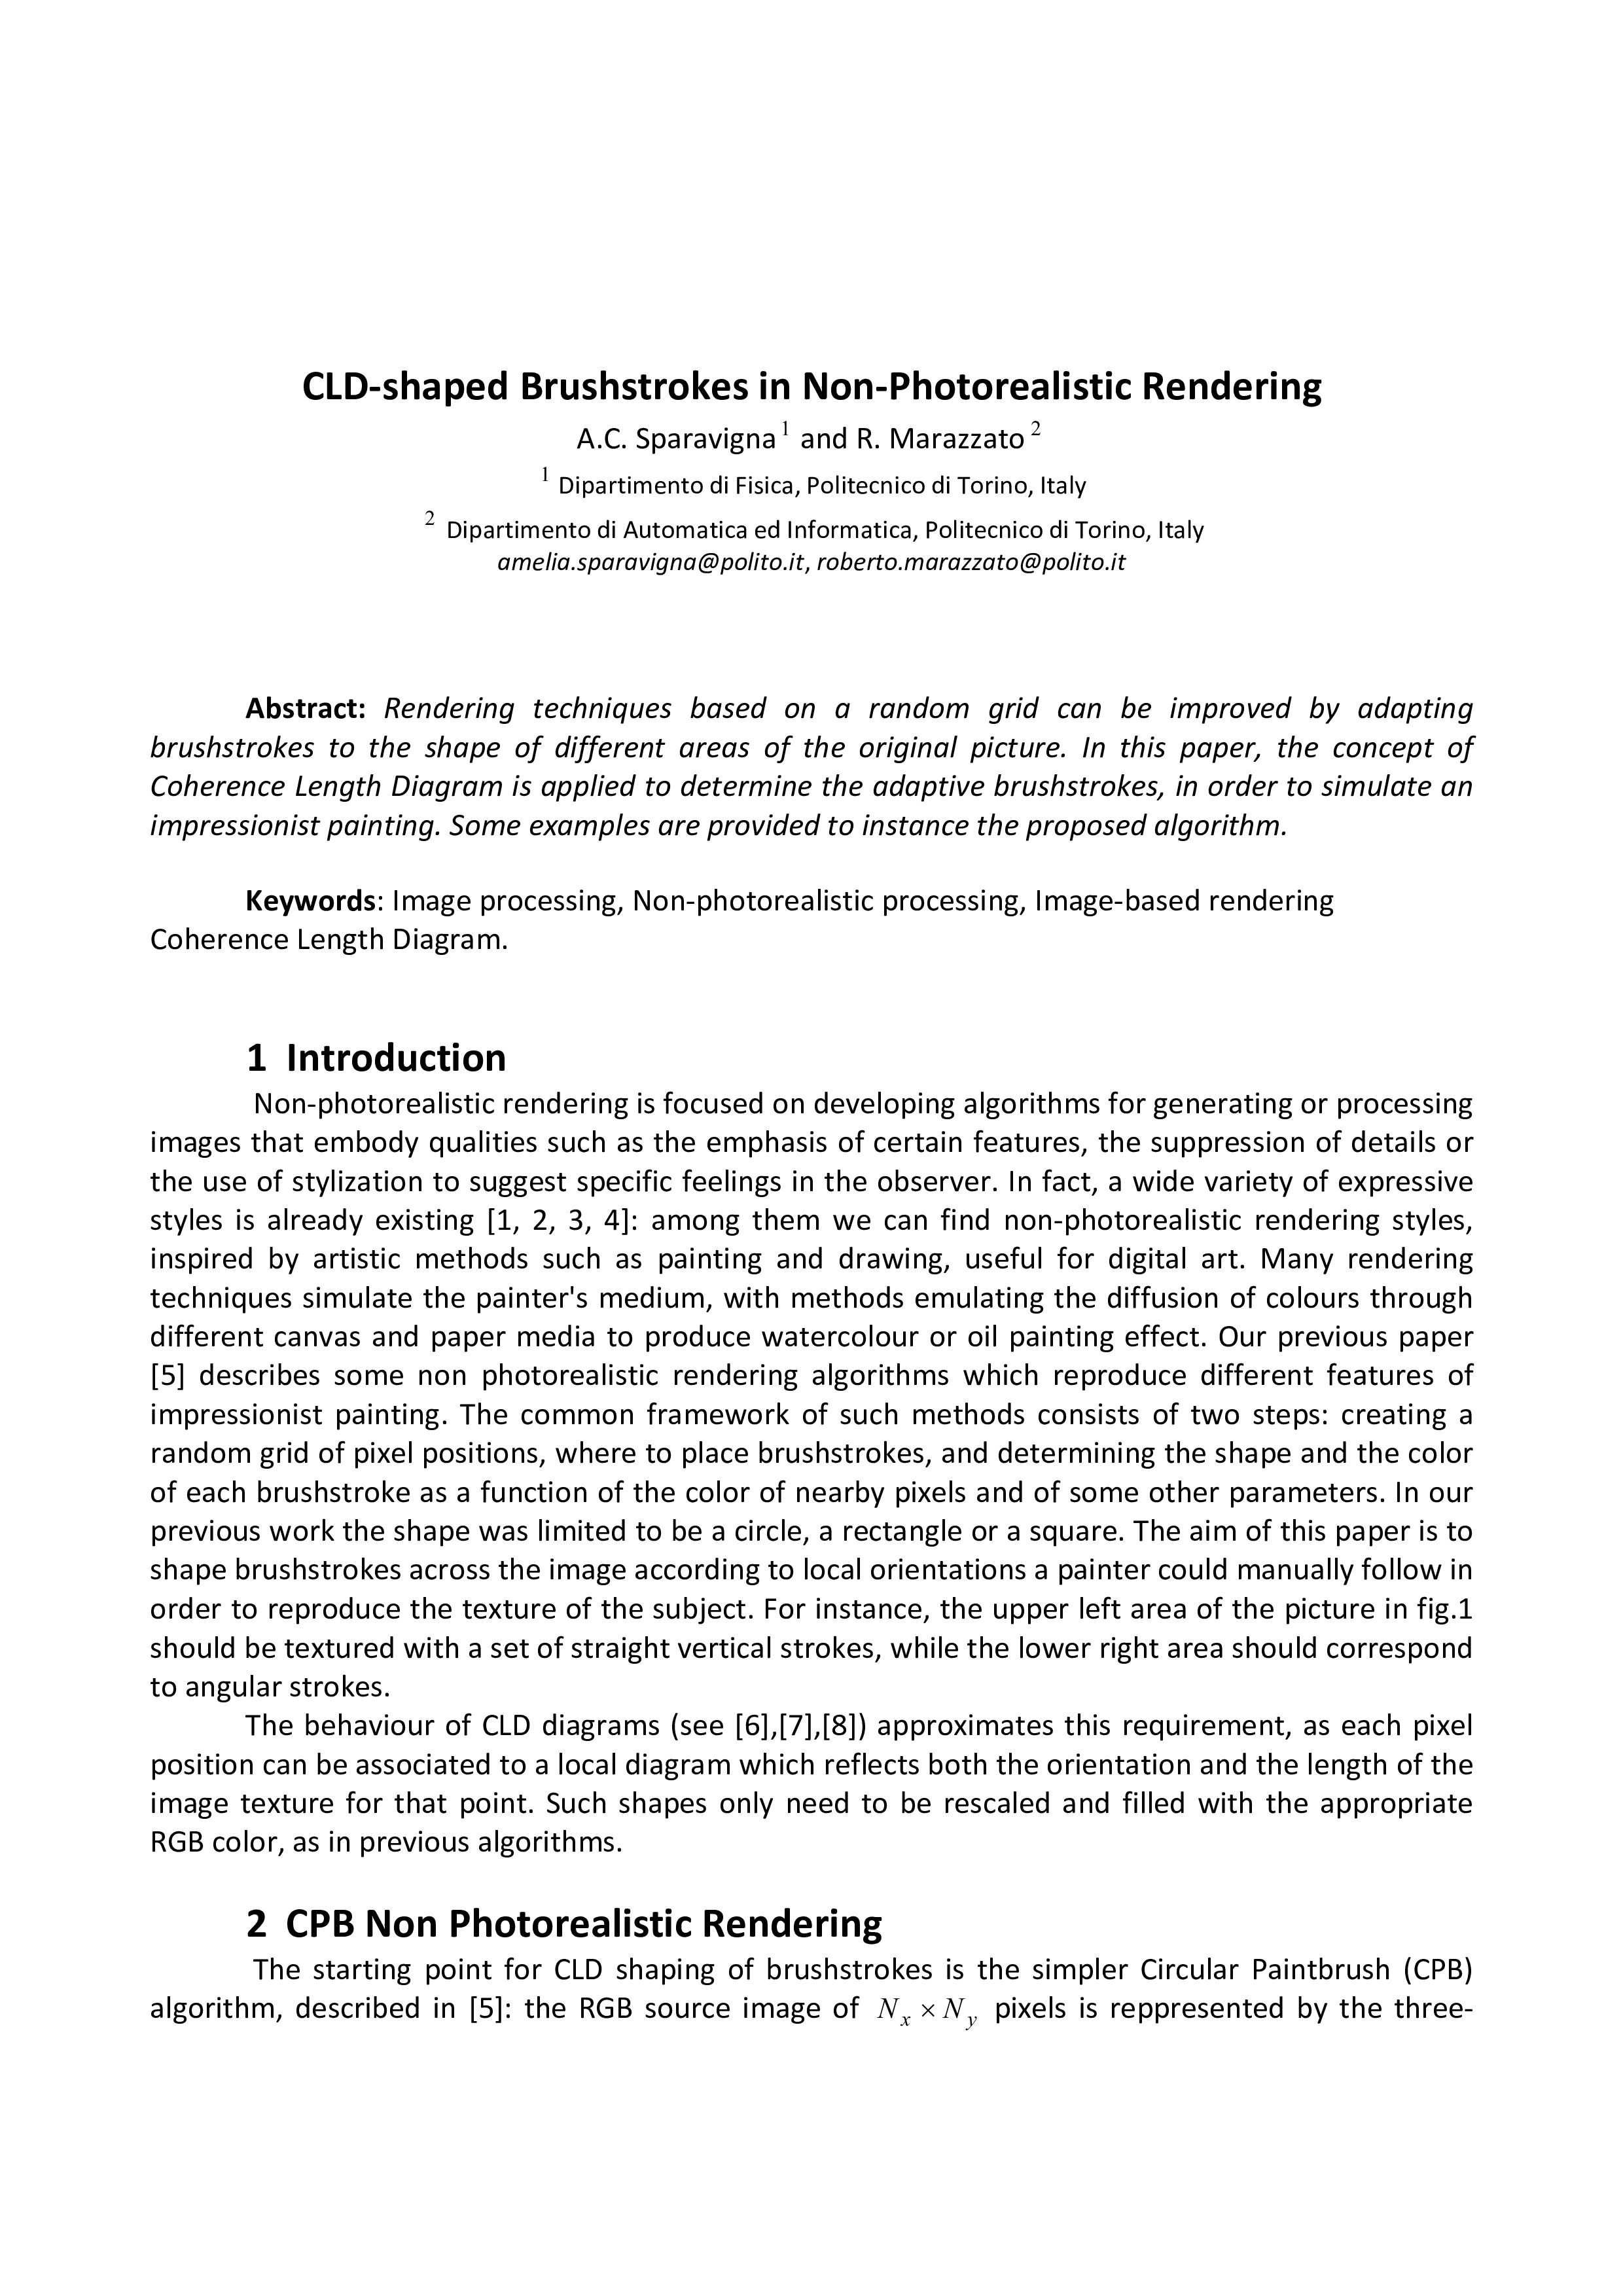 CLD-shaped Brushstrokes in Non-Photorealistic Rendering
A.C. Sparavigna 1 and R. Marazzato 2
1 Dipartimento di Fisica, Politecnico di Torino, Italy
2 Dipartimento di Automatica ed Informatica, Politecnico di Torino, Italy
amelia.sparavigna@polito.it, roberto.marazzato@polito.it
Abstract: Rendering techniques based on a random grid can be improved by adapting
brushstrokes to the shape of different areas of the original picture. In this paper, the concept of
Coherence Length Diagram is applied to determine the adaptive brushstrokes, in order to simulate an
impressionist painting. Some examples are provided to instance the proposed algorithm.
Keywords: Image processing, Non-photorealistic processing, Image-based rendering
Coherence Length Diagram.
1 Introduction
Non-photorealistic rendering is focused on developing algorithms for generating or processing
images that embody qualities such as the emphasis of certain features, the suppression of details or
the use of stylization to suggest specific feelings in the observer. In fact, a wide variety of expressive
styles is already existing [1, 2, 3, 4]: among them we can find non-photorealistic rendering styles,
inspired by artistic methods such as painting and drawing, useful for digital art. Many rendering
techniques simulate the painter's medium, with methods emulating the diffusion of colours through
different canvas and paper media to produce watercolour or oil painting effect. Our previous paper
[5] describes some non photorealistic rendering algorithms which reproduce different features of
impressionist painting. The common framework of such methods consists of two steps: creating a
random grid of pixel positions, where to place brushstrokes, and determining the shape and the color
of each brushstroke as a function of the color of nearby pixels and of some other parameters. In our
previous work the shape was limited to be a circle, a rectangle or a square. The aim of this paper is to
shape brushstrokes across the image according to local orientations a painter could manually follow in
order to reproduce the texture of the subject. For instance, the upper left area of the picture in fig.1
should be textured with a set of straight vertical strokes, while the lower right area should correspond
to angular strokes.
The behaviour of CLD diagrams (see [6],[7],[8]) approximates this requirement, as each pixel
position can be associated to a local diagram which reflects both the orientation and the length of the
image texture for that point. Such shapes only need to be rescaled and filled with the appropriate
RGB color, as in previous algorithms.
2 CPB Non Photorealistic Rendering
The starting point for CLD shaping of brushstrokes is the simpler Circular Paintbrush (CPB)
algorithm, described in [5]: the RGB source image of N x × N y pixels is reppresented by the three-